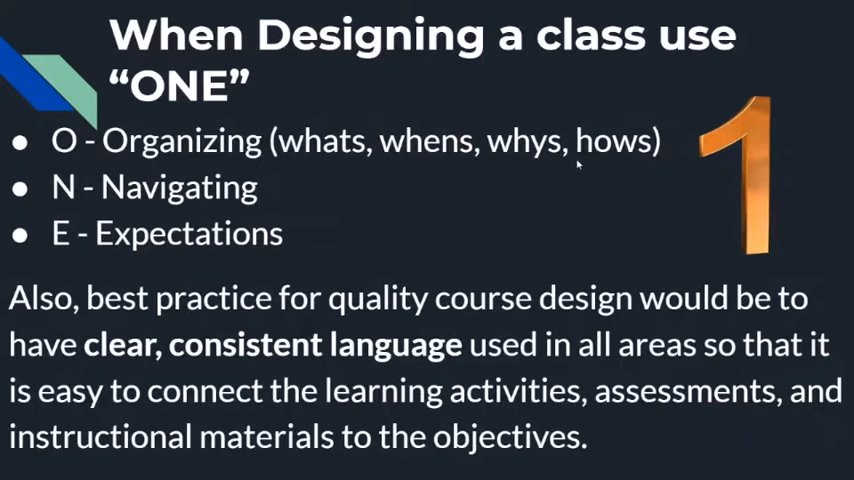 When Designing a class use
“ONE”
● O - Organizing (whats, whens, whys, hows)
● N - Navigating
● E - Expectations
1
Also, best practice for quality course design would be to
have clear, consistent language used in all areas so that it
is easy to connect the learning activities, assessments, and
instructional materials to the objectives.